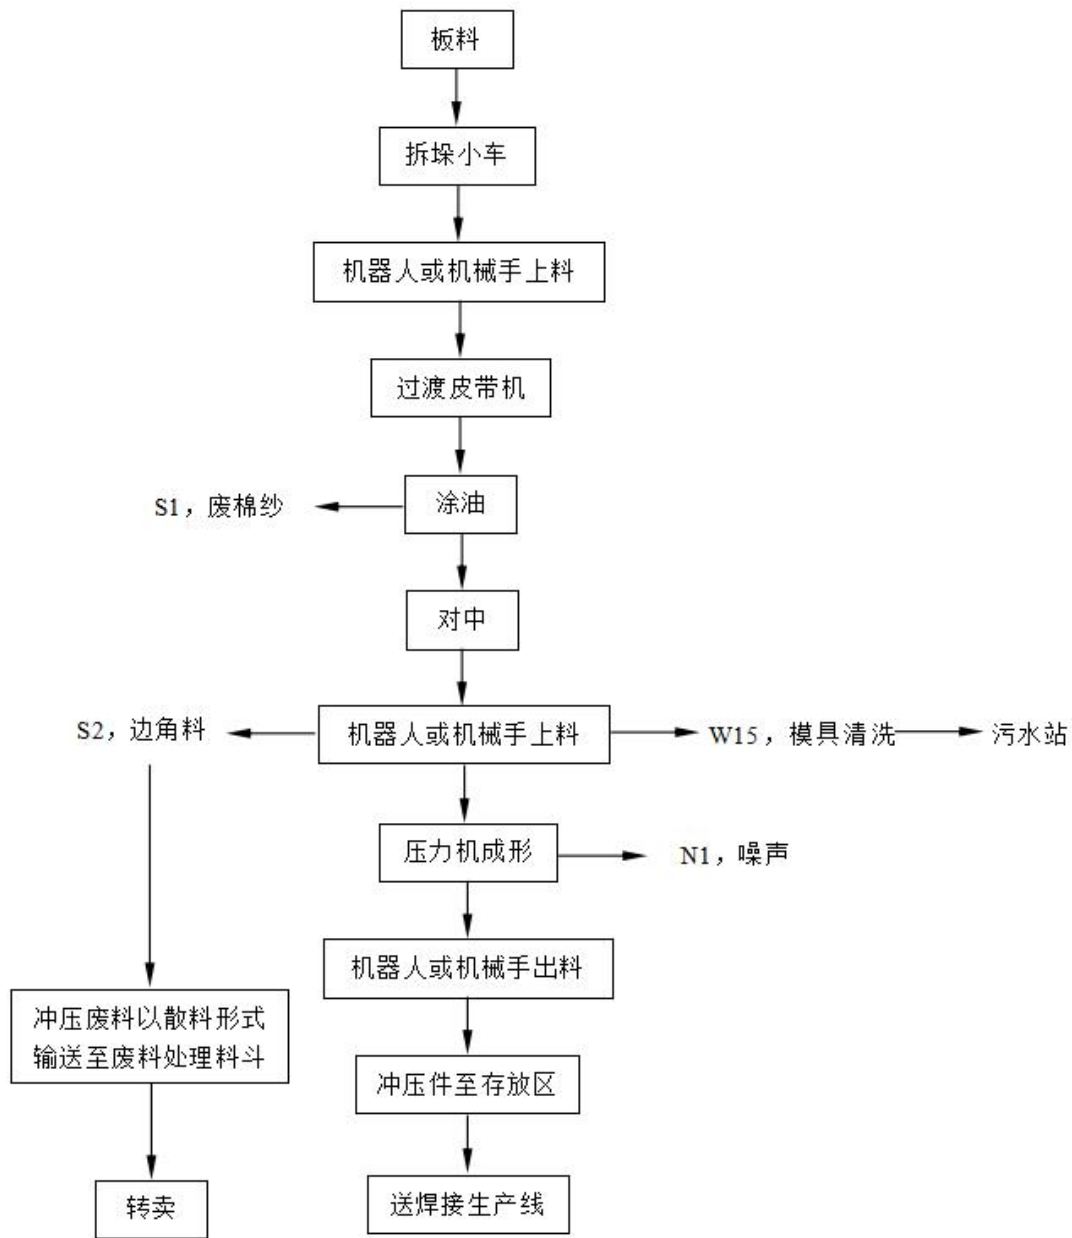 板料
拆垛小车
机器人或机械手上料
过渡皮带机
S1，废棉纱
涂油
对中
S2，边角料
机器人或机械手上料
W15，模具清洗
污水站
压力机成形
N1，噪声
机器人或机械手出料
冲压废料以散料形式
输送至废料处理料斗
冲压件至存放区
转卖
送焊接生产线